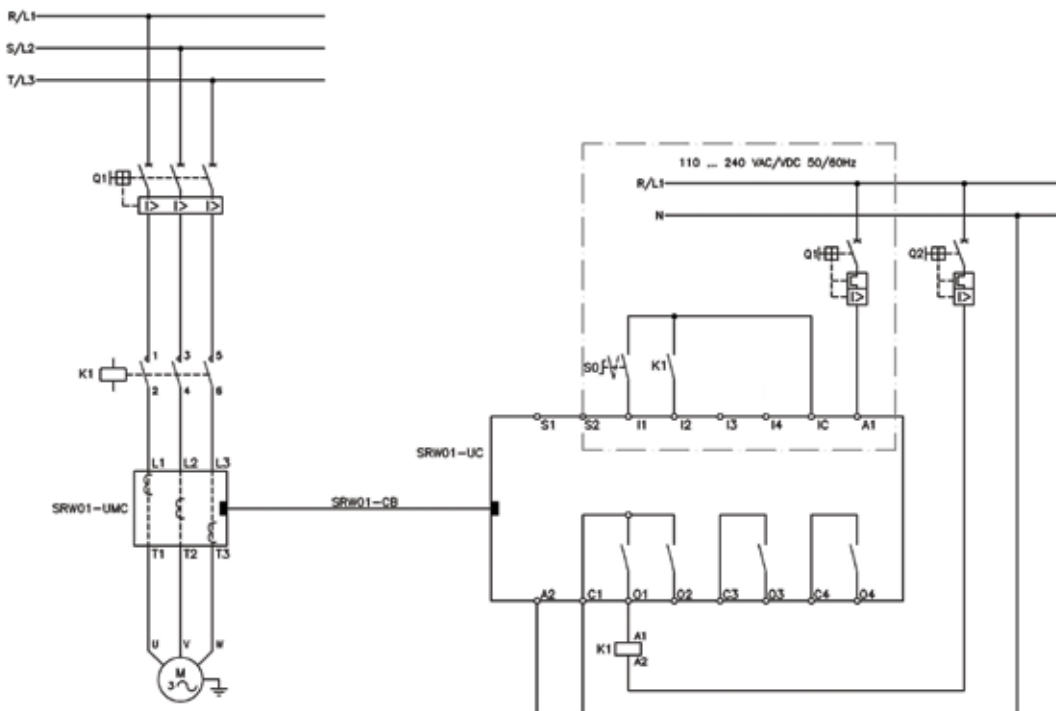 R/L1
S/L2
T/L3
110 ... 240 VAC/VDC 50/60Hz
R/L1
N
Q1
I> I> I>
Q1 Q2
I> I>
1 3 5
K1
2 4 6
S0 K1
S1 S2 I1 I2 I3 I4 IC A1
SRW01-UC
L1 L2 L3
SRW01-UMC
SRW01-CB
T1 T2 T3
A2 C1 O1 O2 C3 O3 C4 O4
U V W
K1 A1
A2
M
3